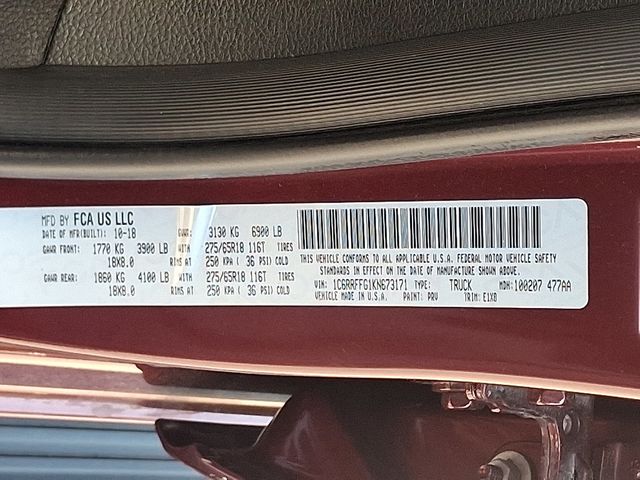 MFD BY FCA US LLC
DATE OF MFR(BUILT): 10-18 GVWR: 3130 KG 6900 LB
GAWR FRONT: 1770 KG 3900 LB WITH 275/65R18 116T TIRES
18X8.0 RIMS AT 250 KPA ( 36 PSI) COLD
GAWR REAR: 1860 KG 4100 LB WITH 275/65R18 116T TIRES
18X8.0 RIMS AT 250 KPA ( 36 PSI) COLD
THIS VEHICLE CONFORMS TO ALL APPLICABLE U.S.A. FEDERAL MOTOR VEHICLE SAFETY
STANDARDS IN EFFECT ON THE DATE OF MANUFACTURE SHOWN ABOVE.
VIN: 1C6RRFFG1KN673171 TYPE: TRUCK MDH: 100207 477AA
VEHICLE MADE IN U.S.A. PAINT: PRV TRIM: E1X8